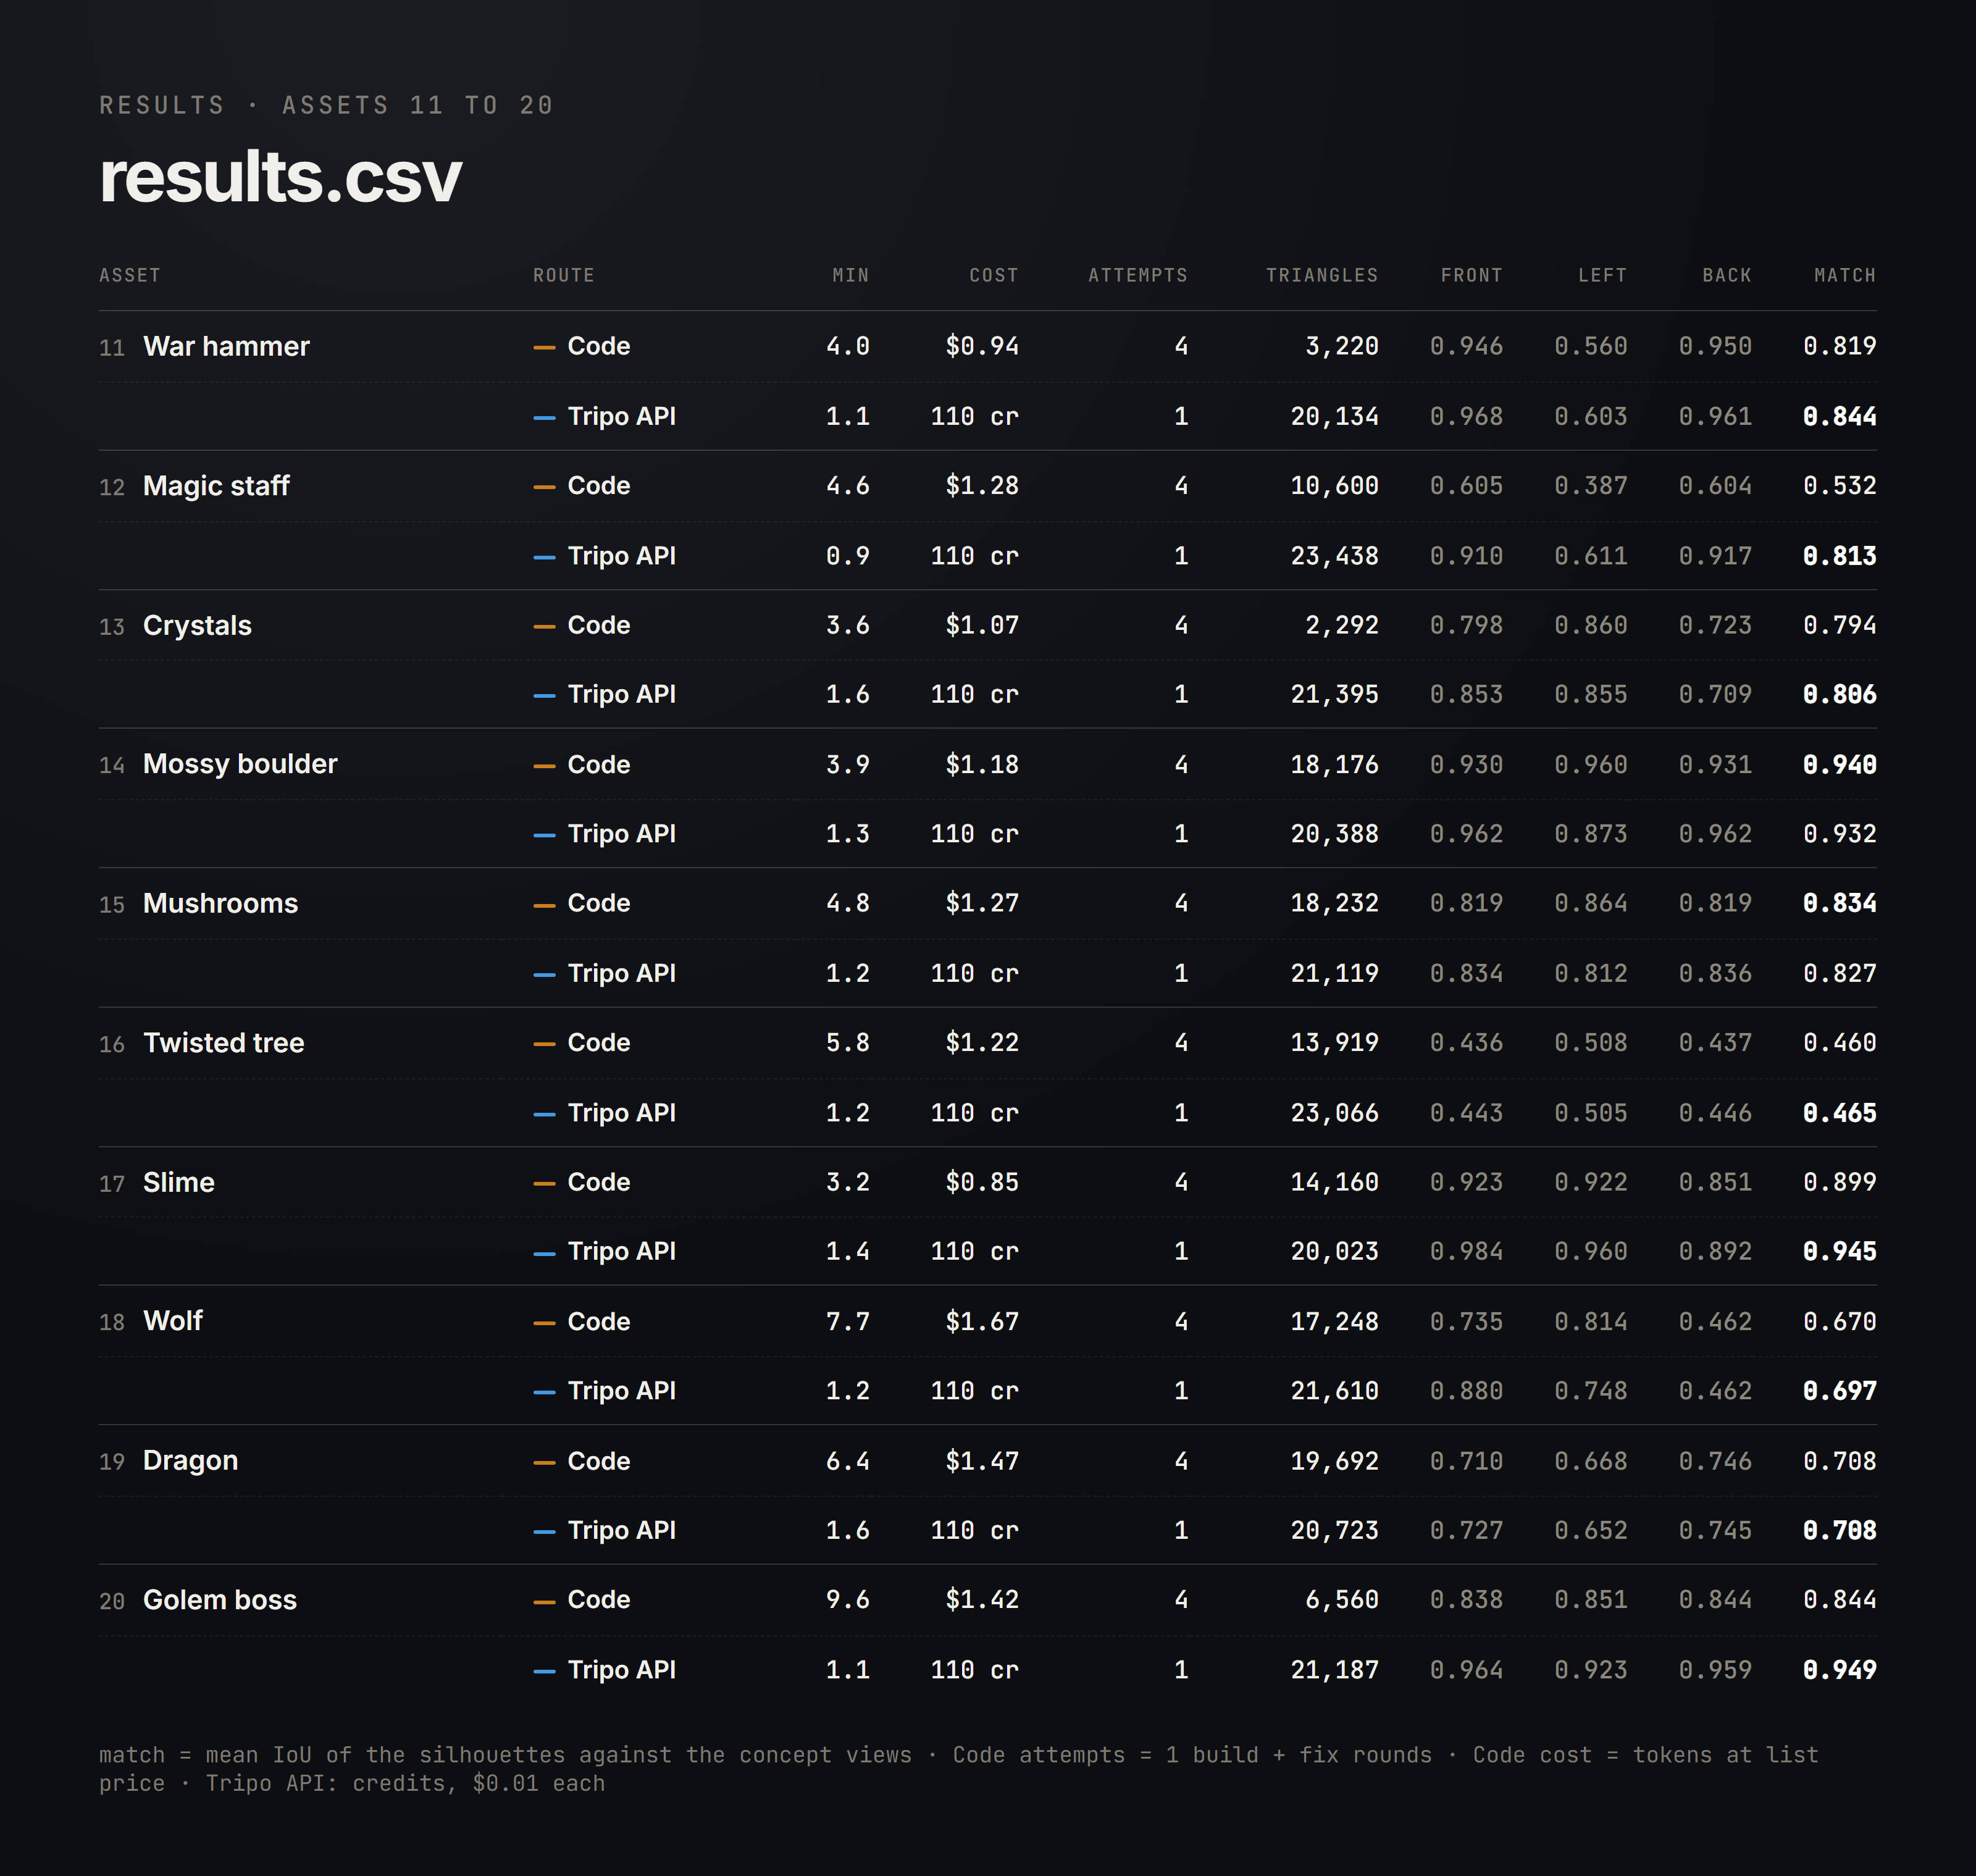 RESULTS · ASSETS 11 TO 20
results.csv
ASSET ROUTE MIN COST ATTEMPTS TRIANGLES FRONT LEFT BACK MATCH
11 War hammer Code 4.0 $0.94 4 3,220 0.946 0.560 0.950 0.819
Tripo API 1.1 110 cr 1 20,134 0.968 0.603 0.961 0.844
12 Magic staff Code 4.6 $1.28 4 10,600 0.605 0.387 0.604 0.532
Tripo API 0.9 110 cr 1 23,438 0.910 0.611 0.917 0.813
13 Crystals Code 3.6 $1.07 4 2,292 0.798 0.860 0.723 0.794
Tripo API 1.6 110 cr 1 21,395 0.853 0.855 0.709 0.806
14 Mossy boulder Code 3.9 $1.18 4 18,176 0.930 0.960 0.931 0.940
Tripo API 1.3 110 cr 1 20,388 0.962 0.873 0.962 0.932
15 Mushrooms Code 4.8 $1.27 4 18,232 0.819 0.864 0.819 0.834
Tripo API 1.2 110 cr 1 21,119 0.834 0.812 0.836 0.827
16 Twisted tree Code 5.8 $1.22 4 13,919 0.436 0.508 0.437 0.460
Tripo API 1.2 110 cr 1 23,066 0.443 0.505 0.446 0.465
17 Slime Code 3.2 $0.85 4 14,160 0.923 0.922 0.851 0.899
Tripo API 1.4 110 cr 1 20,023 0.984 0.960 0.892 0.945
18 Wolf Code 7.7 $1.67 4 17,248 0.735 0.814 0.462 0.670
Tripo API 1.2 110 cr 1 21,610 0.880 0.748 0.462 0.697
19 Dragon Code 6.4 $1.47 4 19,692 0.710 0.668 0.746 0.708
Tripo API 1.6 110 cr 1 20,723 0.727 0.652 0.745 0.708
20 Golem boss Code 9.6 $1.42 4 6,560 0.838 0.851 0.844 0.844
Tripo API 1.1 110 cr 1 21,187 0.964 0.923 0.959 0.949
match = mean IoU of the silhouettes against the concept views · Code attempts = 1 build + fix rounds · Code cost = tokens at list
price · Tripo API: credits, $0.01 each